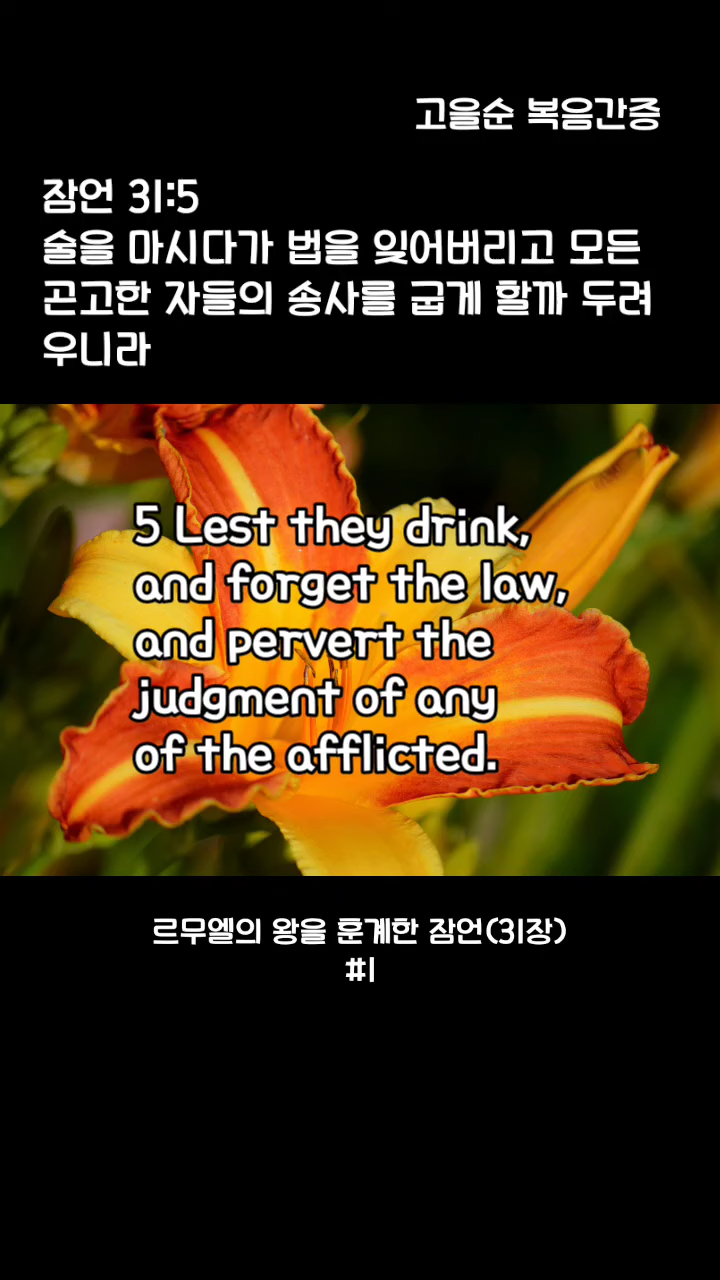 고을순 복음간증
잠언 31:5
술을 마시다가 법을 잊어버리고 모든
곤고한 자들의 송사를 굽게 할까 두려
우니라
5 Lest they drink,
and forget the law,
and pervert the
judgment of any
of the afflicted.
르무엘의 왕을 훈계한 잠언(31장)
#1